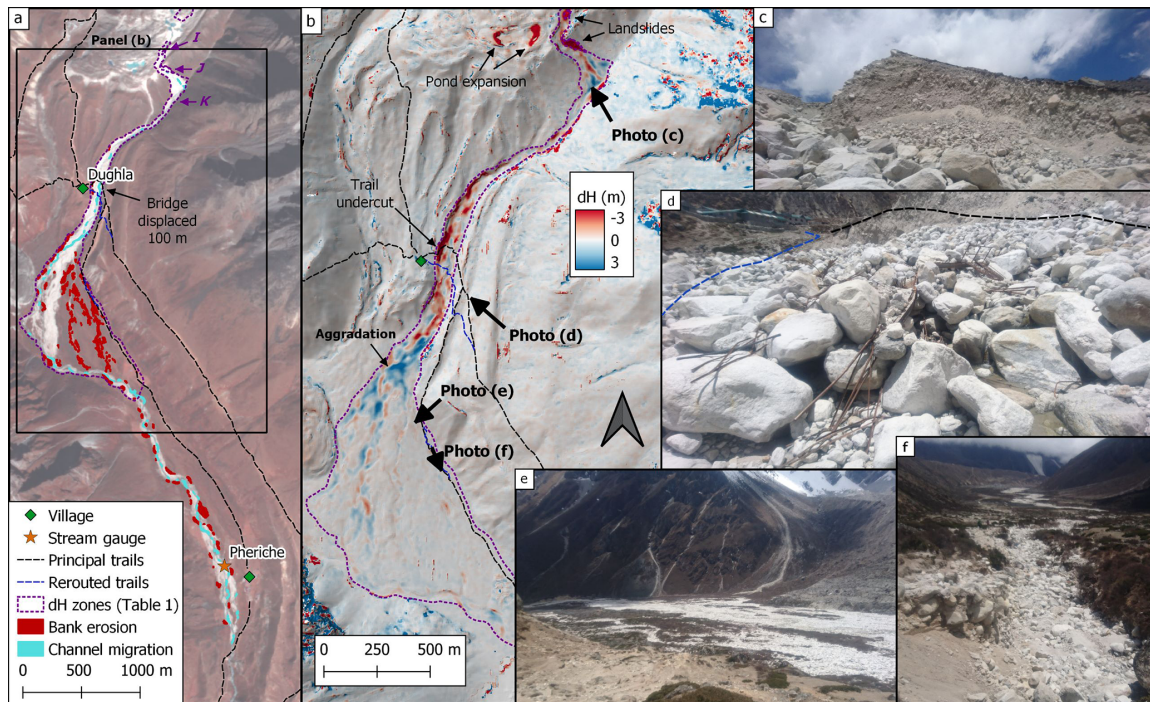 a
Panel (b)
I
J
K
Dughla
Bridge
displaced
100 m
Pheriche
Village
Stream gauge
Principal trails
Rerouted trails
dH zones (Table 1)
Bank erosion
Channel migration
0 500 1000 m
b
Landslides
Pond expansion
Photo (c)
Trail
undercut
dH (m)
-3
0
3
Photo (d)
Aggradation
Photo (e)
Photo (f)
0 250 500 m
c
d
e
f